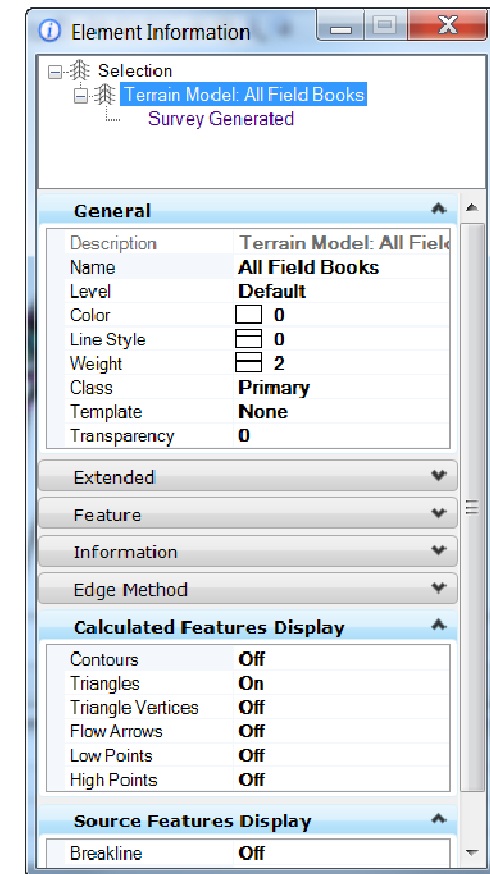 Element Information
Selection
Terrain Model: All Field Books
Survey Generated
General
Description Terrain Model: All Field
Name All Field Books
Level Default
Color 0
Line Style 0
Weight 2
Class Primary
Template None
Transparency 0
Extended
Feature
Information
Edge Method
Calculated Features Display
Contours Off
Triangles On
Triangle Vertices Off
Flow Arrows Off
Low Points Off
High Points Off
Source Features Display
Breakline Off